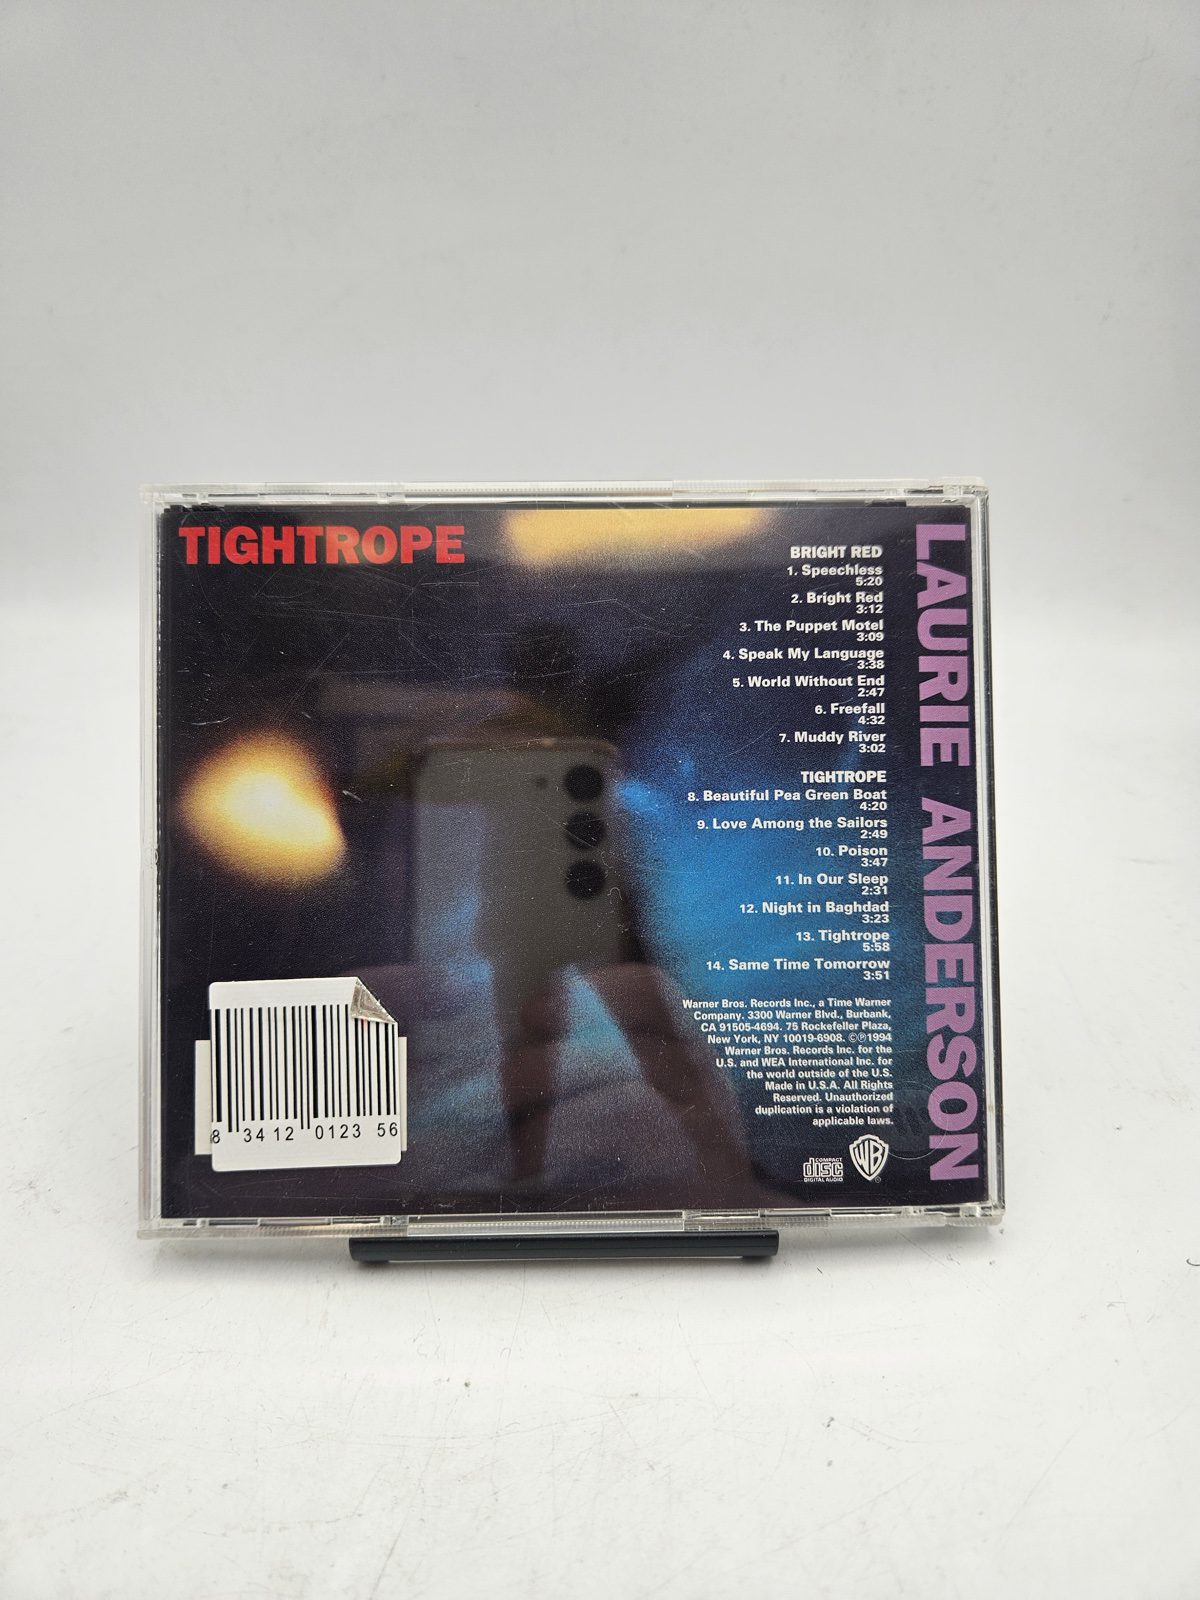 TIGHTROPE
BRIGHT RED
1. Speechless
5:20
2. Bright Red
3:12
3. The Puppet Motel
3:09
4. Speak My Language
3:38
5. World Without End
2:47
6. Freefall
4:32
7. Muddy River
3:02
TIGHTROPE
8. Beautiful Pea Green Boat
4:20
9. Love Among the Sailors
2:49
10. Poison
3:47
11. In Our Sleep
2:31
12. Night in Baghdad
3:23
13. Tightrope
5:58
14. Same Time Tomorrow
3:51
Warner Bros. Records Inc., a Time Warner
Company. 3300 Warner Blvd., Burbank,
CA 91505-4694. 75 Rockefeller Plaza,
New York, NY 10019-6908. ©℗1994
Warner Bros. Records Inc. for the
U.S. and WEA International Inc. for
the world outside of the U.S.
Made in U.S.A. All Rights
Reserved. Unauthorized
duplication is a violation of
applicable laws.
COMPACT
disc
DIGITAL AUDIO
WB
®
LAURIE ANDERSON
8 3412 0123 56